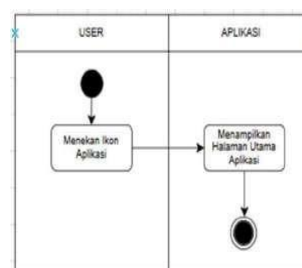 USER
APLIKASI
Menekan Ikon
Aplikasi
Menampilkan
Halaman Utama
Aplikasi